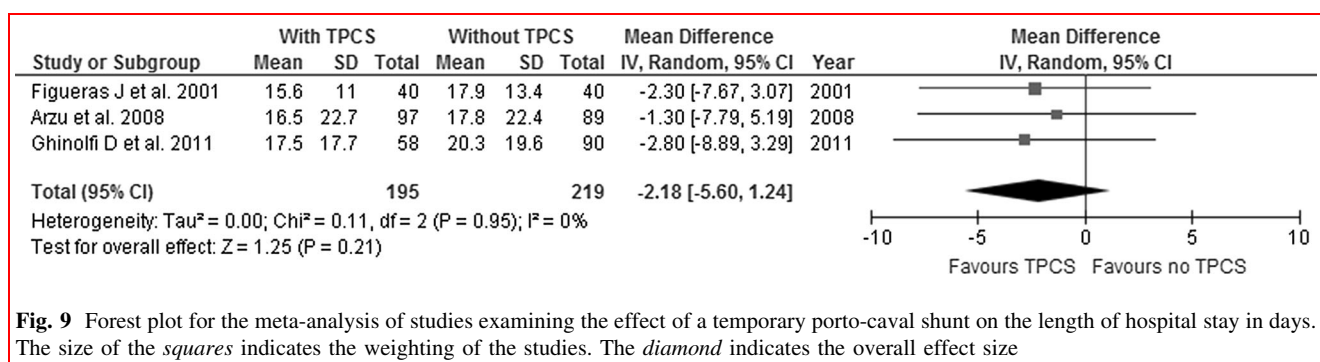 With TPCS Without TPCS Mean Difference Mean Difference
Study or Subgroup Mean SD Total Mean SD Total IV, Random, 95% CI Year IV, Random, 95% CI
Figueras J et al. 2001 15.6 11 40 17.9 13.4 40 -2.30 [-7.67, 3.07] 2001
Arzu et al. 2008 16.5 22.7 97 17.8 22.4 89 -1.30 [-7.79, 5.19] 2008
Ghinolfi D et al. 2011 17.5 17.7 58 20.3 19.6 90 -2.80 [-8.89, 3.29] 2011
Total (95% CI) 195 219 -2.18 [-5.60, 1.24]
Heterogeneity: Tau² = 0.00; Chi² = 0.11, df = 2 (P = 0.95); I² = 0%
Test for overall effect: Z = 1.25 (P = 0.21)
-10 -5 0 5 10
Favours TPCS Favours no TPCS
Fig. 9 Forest plot for the meta-analysis of studies examining the effect of a temporary porto-caval shunt on the length of hospital stay in days.
The size of the squares indicates the weighting of the studies. The diamond indicates the overall effect size